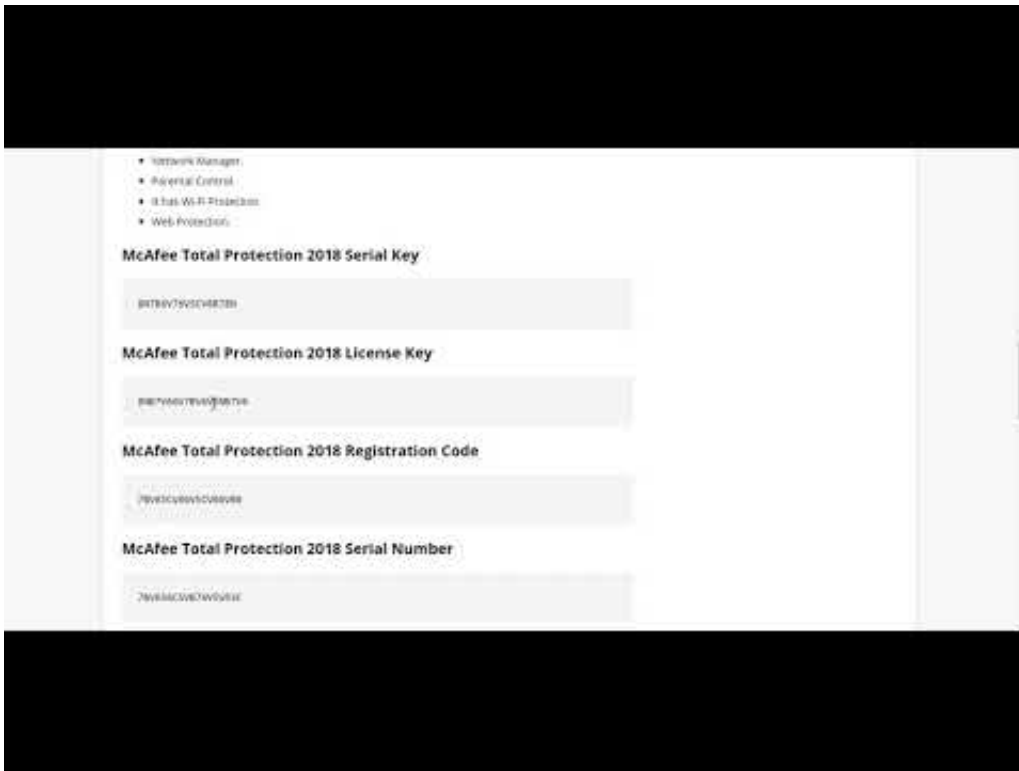 Network Manager.
Parental Control
It has Wi-Fi Protection
Web Protection.
McAfee Total Protection 2018 Serial Key
McAfee Total Protection 2018 License Key
McAfee Total Protection 2018 Registration Code
McAfee Total Protection 2018 Serial Number